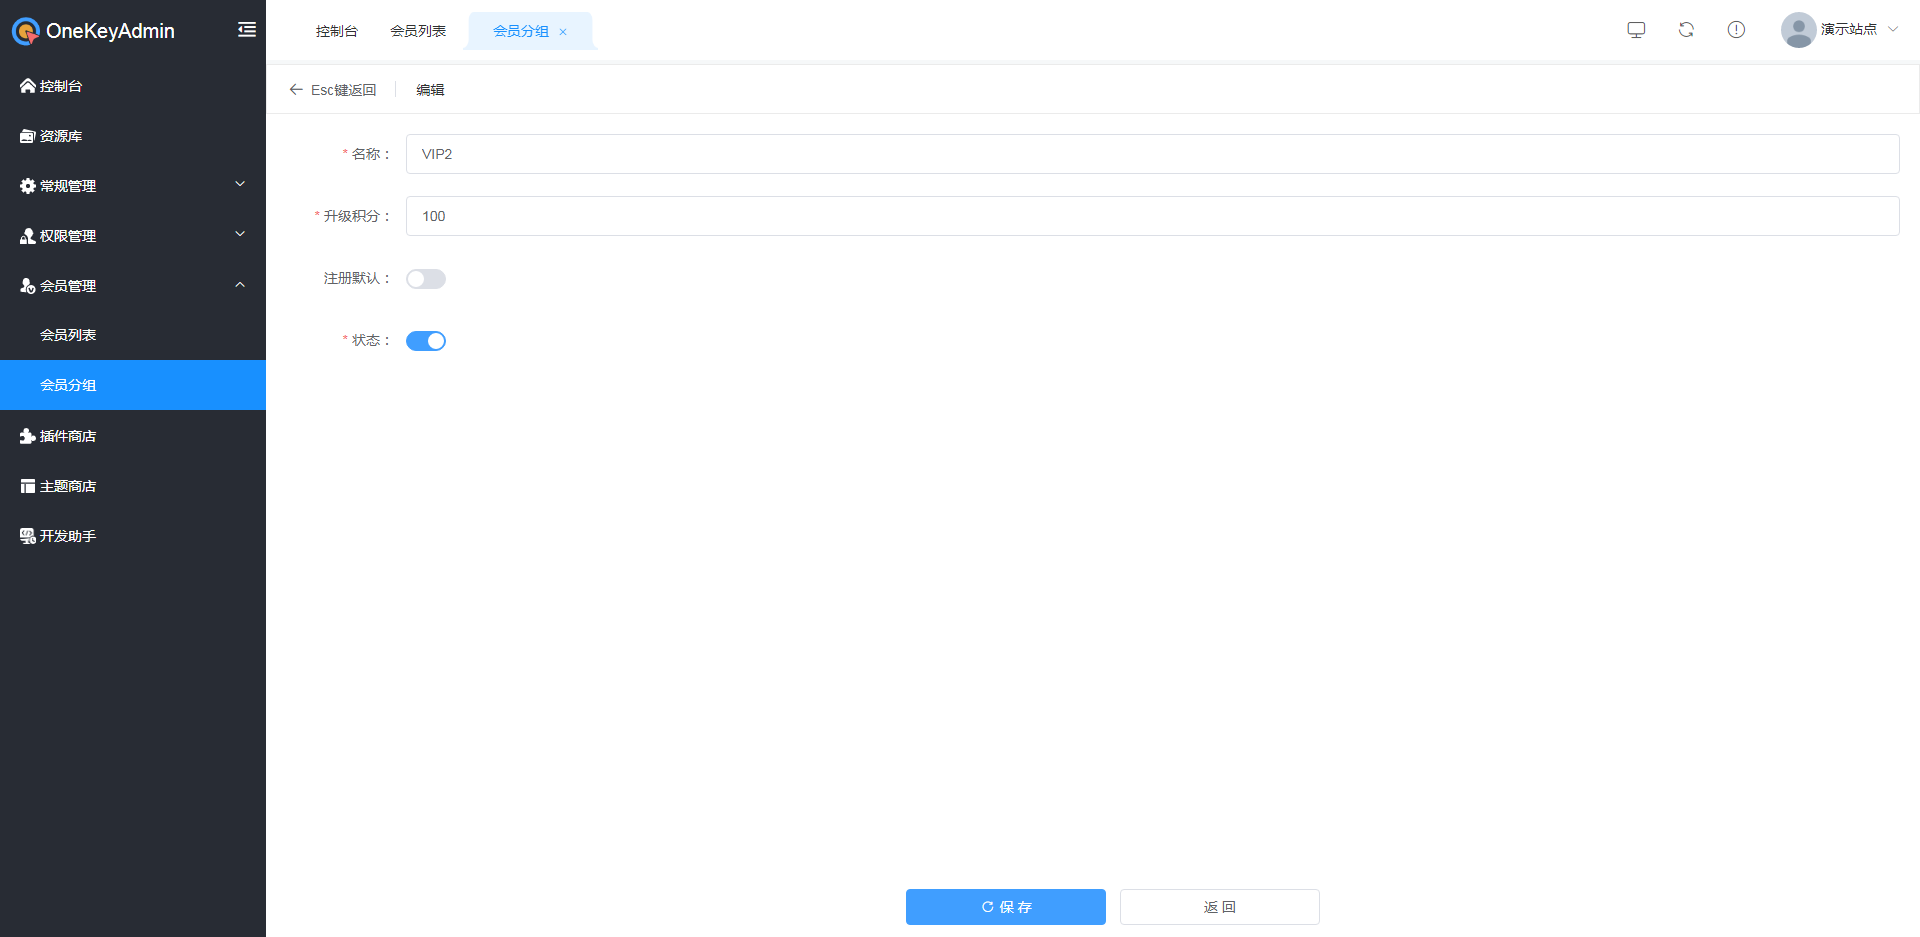 OneKeyAdmin
控制台
会员列表
会员分组
演示站点
控制台
资源库
常规管理
权限管理
会员管理
会员列表
会员分组
插件商店
主题商店
开发助手
Esc键返回
编辑
* 名称：
VIP2
* 升级积分：
100
注册默认：
* 状态：
保 存
返 回